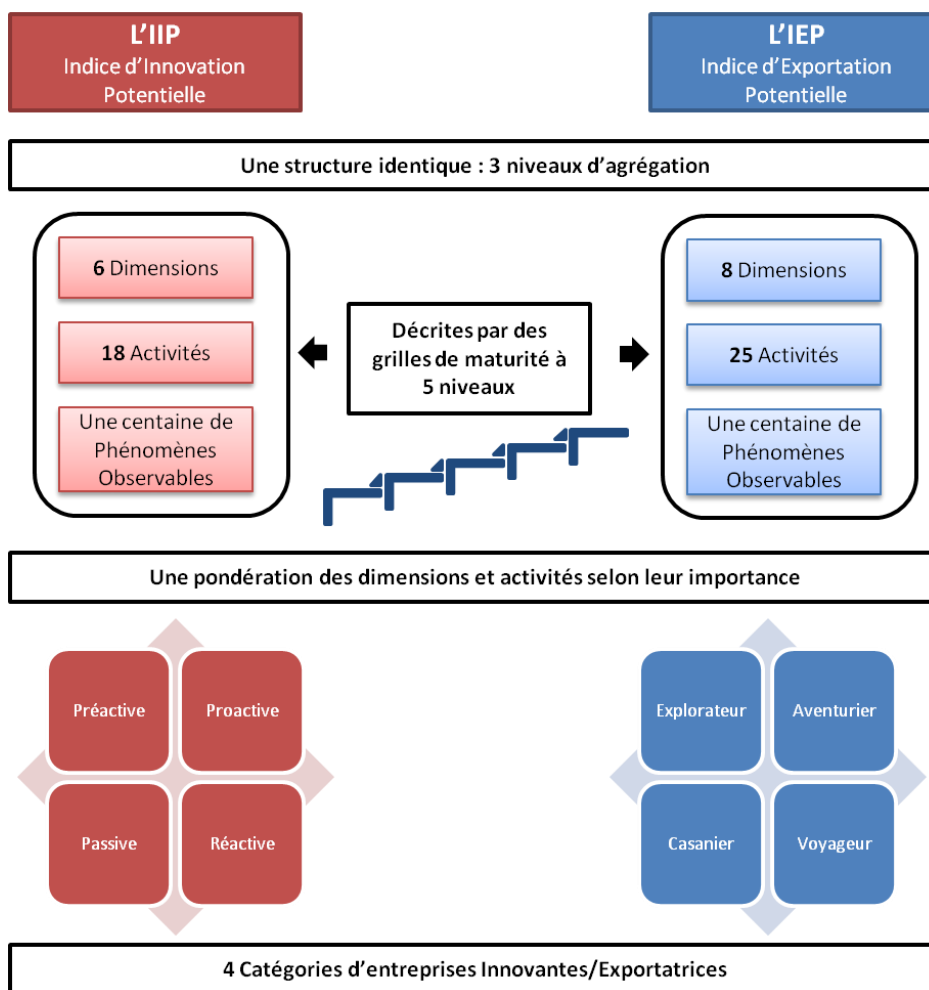 L'IIP
Indice d'Innovation
Potentielle
L'IEP
Indice d'Exportation
Potentielle
Une structure identique : 3 niveaux d'agrégation
6 Dimensions
18 Activités
Une centaine de
Phénomènes
Observables
Décrites par des
grilles de maturité à
5 niveaux
8 Dimensions
25 Activités
Une centaine de
Phénomènes
Observables
Une pondération des dimensions et activités selon leur importance
Préactive
Proactive
Passive
Réactive
Explorateur
Aventurier
Casanier
Voyageur
4 Catégories d'entreprises Innovantes/Exportatrices